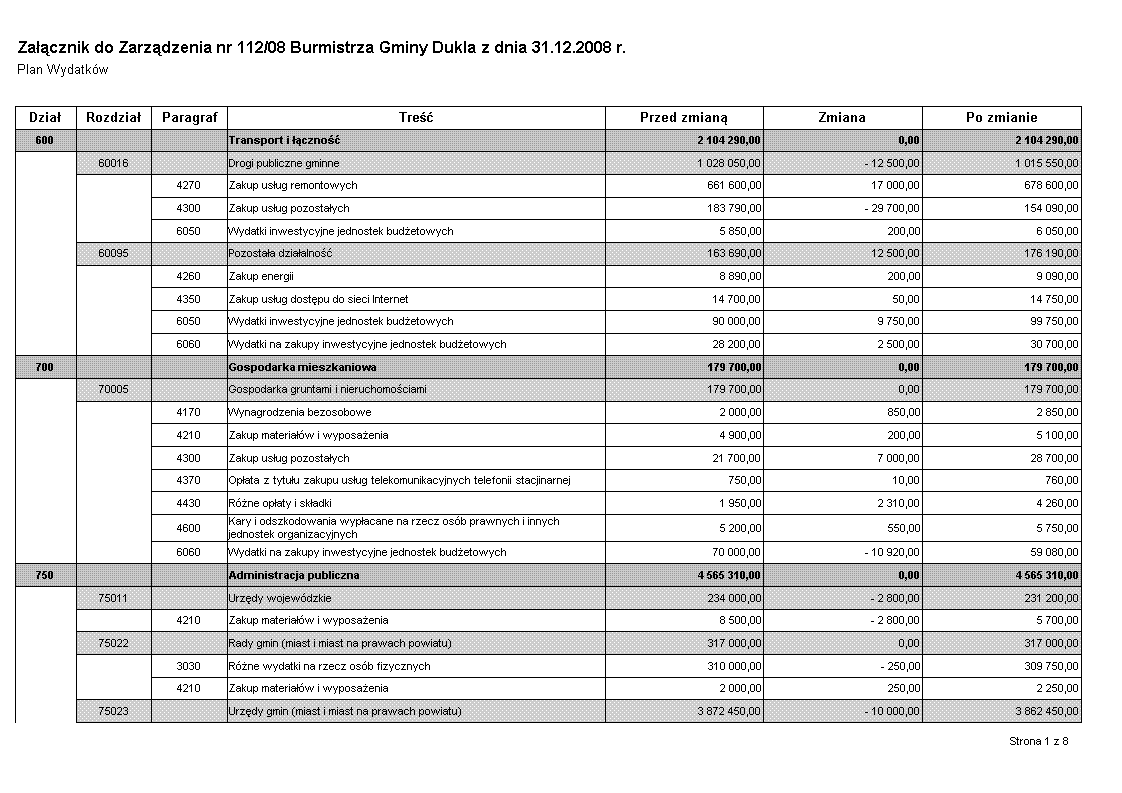 Załącznik do Zarządzenia nr 112/08 Burmistrza Gminy Dukla z dnia 31.12.2008 r.
Plan Wydatków
Dział Rozdział Paragraf Treść Przed zmianą Zmiana Po zmianie
600 Transport i łączność 2 104 290,00 0,00 2 104 290,00
60016 Drogi publiczne gminne 1 028 050,00 - 12 500,00 1 015 550,00
4270 Zakup usług remontowych 661 600,00 17 000,00 678 600,00
4300 Zakup usług pozostałych 183 790,00 - 29 700,00 154 090,00
6050 Wydatki inwestycyjne jednostek budżetowych 5 850,00 200,00 6 050,00
60095 Pozostała działalność 163 690,00 12 500,00 176 190,00
4260 Zakup energii 8 890,00 200,00 9 090,00
4350 Zakup usług dostępu do sieci Internet 14 700,00 50,00 14 750,00
6050 Wydatki inwestycyjne jednostek budżetowych 90 000,00 9 750,00 99 750,00
6060 Wydatki na zakupy inwestycyjne jednostek budżetowych 28 200,00 2 500,00 30 700,00
700 Gospodarka mieszkaniowa 179 700,00 0,00 179 700,00
70005 Gospodarka gruntami i nieruchomościami 179 700,00 0,00 179 700,00
4170 Wynagrodzenia bezosobowe 2 000,00 850,00 2 850,00
4210 Zakup materiałów i wyposażenia 4 900,00 200,00 5 100,00
4300 Zakup usług pozostałych 21 700,00 7 000,00 28 700,00
4370 Opłata z tytułu zakupu usług telekomunikacyjnych telefonii stacjinarnej 750,00 10,00 760,00
4430 Różne opłaty i składki 1 950,00 2 310,00 4 260,00
4600 Kary i odszkodowania wypłacane na rzecz osób prawnych i innych
jednostek organizacyjnych 5 200,00 550,00 5 750,00
6060 Wydatki na zakupy inwestycyjne jednostek budżetowych 70 000,00 - 10 920,00 59 080,00
750 Administracja publiczna 4 565 310,00 0,00 4 565 310,00
75011 Urzędy wojewódzkie 234 000,00 - 2 800,00 231 200,00
4210 Zakup materiałów i wyposażenia 8 500,00 - 2 800,00 5 700,00
75022 Rady gmin (miast i miast na prawach powiatu) 317 000,00 0,00 317 000,00
3030 Różne wydatki na rzecz osób fizycznych 310 000,00 - 250,00 309 750,00
4210 Zakup materiałów i wyposażenia 2 000,00 250,00 2 250,00
75023 Urzędy gmin (miast i miast na prawach powiatu) 3 872 450,00 - 10 000,00 3 862 450,00
Strona 1 z 8